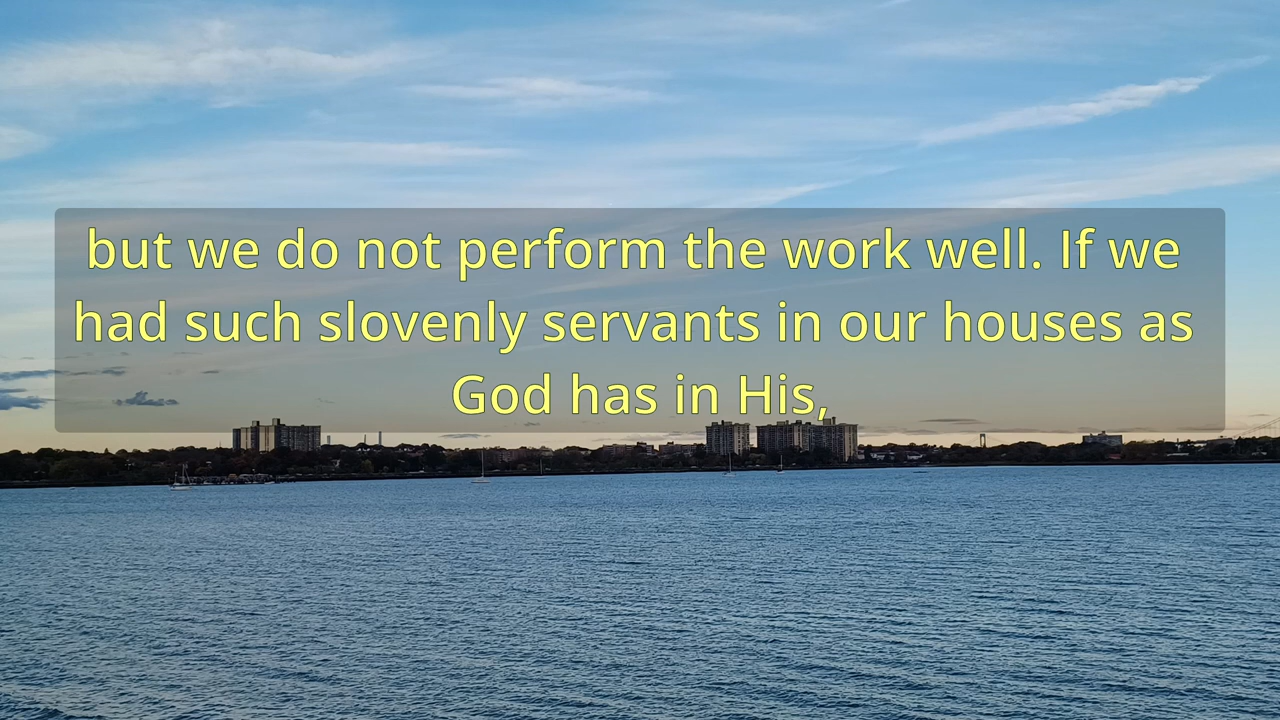 but we do not perform the work well. If we
had such slovenly servants in our houses as
God has in His,